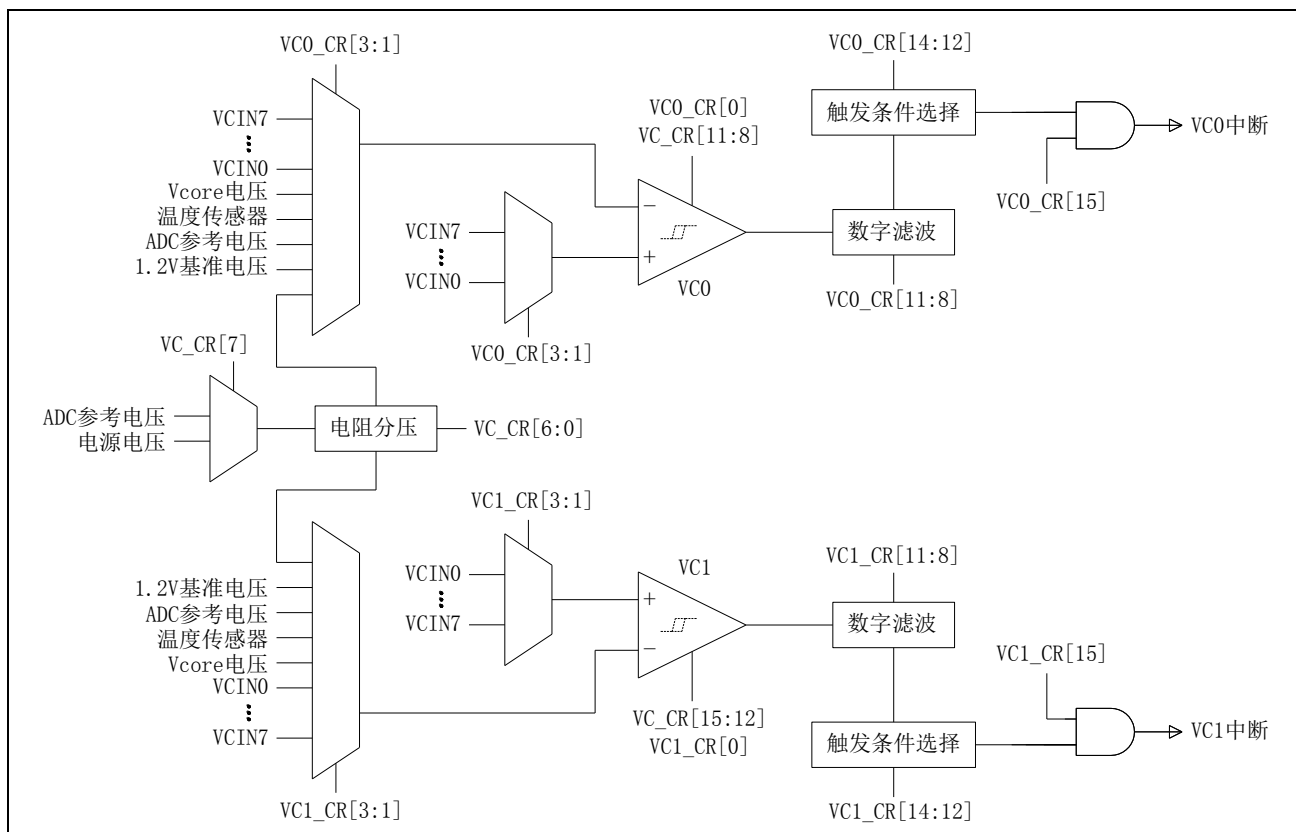 VC0_CR[3:1]
VC0_CR[14:12]
VCIN7
VCIN0
Vcore电压
温度传感器
ADC参考电压
1.2V基准电压
VC0_CR[0]
VC_CR[11:8]
触发条件选择
VC0中断
VC0_CR[15]
VCIN7
VCIN0
−
+
VC0
数字滤波
VC0_CR[11:8]
VC0_CR[3:1]
VC_CR[7]
ADC参考电压
电源电压
电阻分压
VC_CR[6:0]
VC1_CR[3:1]
VC1_CR[11:8]
1.2V基准电压
ADC参考电压
温度传感器
Vcore电压
VCIN0
VCIN7
VCIN0
VCIN7
VC1
+
−
数字滤波
VC1_CR[15]
VC_CR[15:12]
VC1_CR[0]
触发条件选择
VC1中断
VC1_CR[3:1]
VC1_CR[14:12]